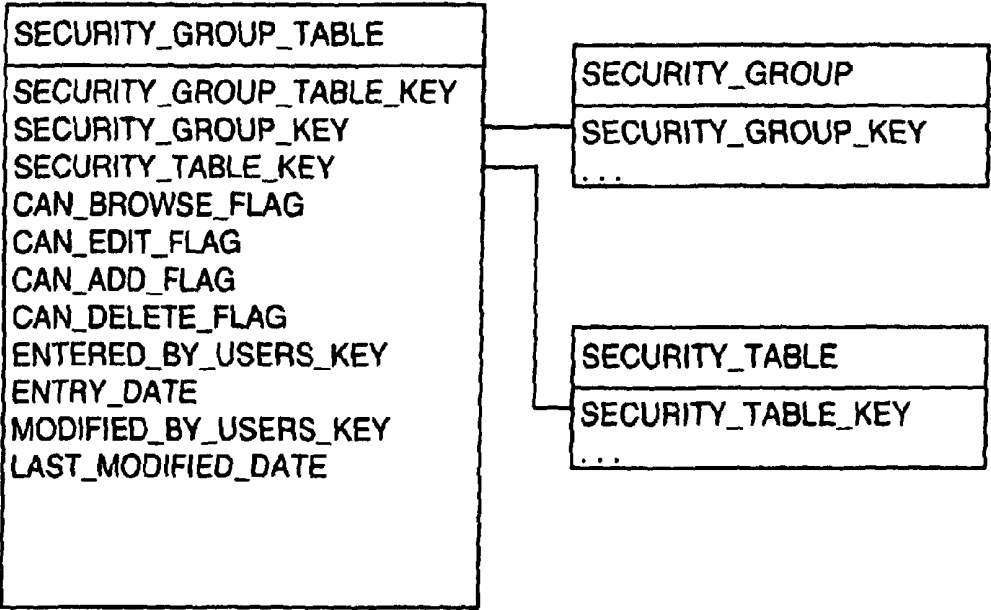 SECURITY_GROUP_TABLE
SECURITY_GROUP_TABLE_KEY
SECURITY_GROUP_KEY
SECURITY_TABLE_KEY
CAN_BROWSE_FLAG
CAN_EDIT_FLAG
CAN_ADD_FLAG
CAN_DELETE_FLAG
ENTERED_BY_USERS_KEY
ENTRY_DATE
MODIFIED_BY_USERS_KEY
LAST_MODIFIED_DATE
SECURITY_GROUP
SECURITY_GROUP_KEY
. . .
SECURITY_TABLE
SECURITY_TABLE_KEY
. . .